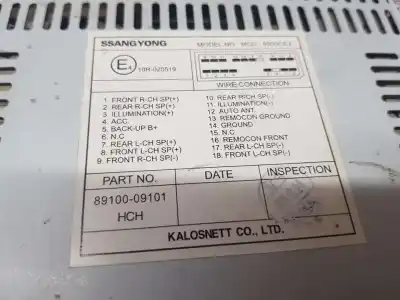 SSANGYONG
MODEL NO.
E4
10R-020519
WIRE CONNECTION
1. FRONT R-CH SP(+)
2. REAR R-CH SP(+)
3. ILLUMINATION(+)
4. ACC.
5. BACK-UP B+
6. N.C
7. REAR L-CH SP(+)
8. FRONT L-CH SP(+)
9. FRONT R-CH SP(-)
10. REAR R-CH SP(-)
11. ILLUMINATION(-)
12. AUTO ANT.
13. REMOCON GROUND
14. GROUND
15. N.C
16. REMOCON FRONT
17. REAR L-CH SP(-)
18. FRONT L-CH SP(-)
PART NO.
DATE
INSPECTION
89100-09101
HCH
KALOSNETT CO., LTD.